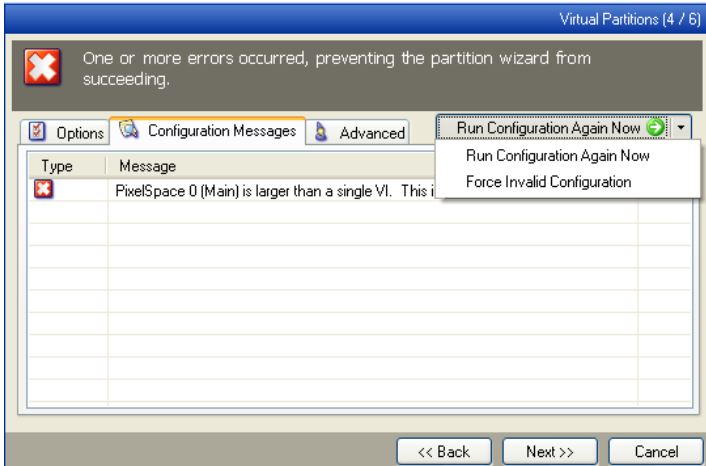 Virtual Partitions (4 / 6)
One or more errors occurred, preventing the partition wizard from
succeeding.
Options Configuration Messages Advanced Run Configuration Again Now
Run Configuration Again Now
Force Invalid Configuration
Type Message
PixelSpace 0 (Main) is larger than a single VI. This i
<< Back Next >> Cancel